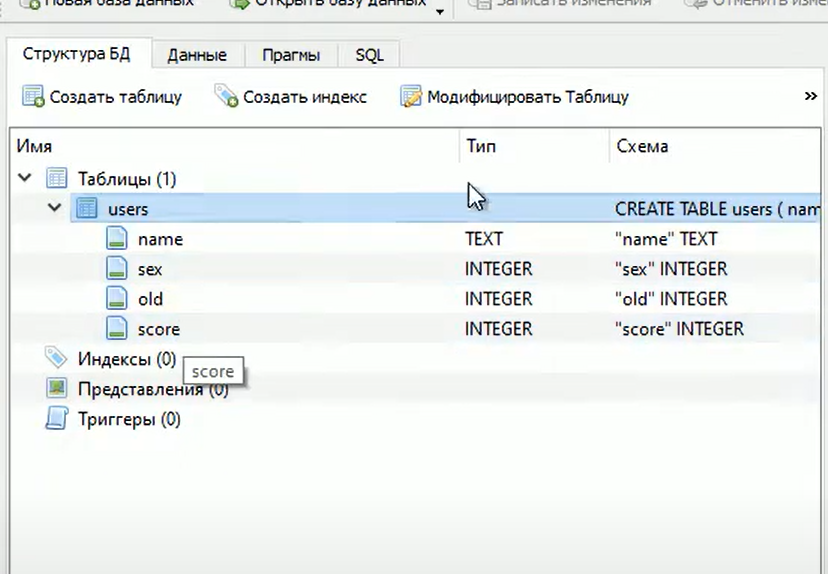 Новая база данных Открыть базу данных Записать изменения Отменить изме
Структура БД Данные Прагмы SQL
Создать таблицу Создать индекс Модифицировать Таблицу »
Имя Тип Схема
Таблицы (1)
users CREATE TABLE users ( nam
name TEXT "name" TEXT
sex INTEGER "sex" INTEGER
old INTEGER "old" INTEGER
score INTEGER "score" INTEGER
Индексы (0)
score
Представления (0)
Триггеры (0)